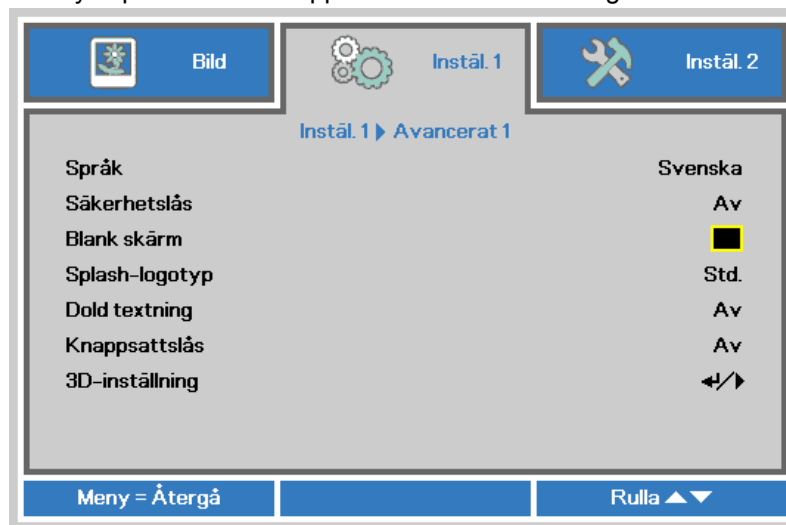 Bild
Instäl. 1
Instäl. 2
Instäl. 1 ▶ Avancerat 1
Språk Svenska
Säkerhetslås Av
Blank skärm
Splash-logotyp Std.
Dold textning Av
Knappsattslås Av
3D-inställning ↵/▶
Meny = Återgå
Rulla ▲▼